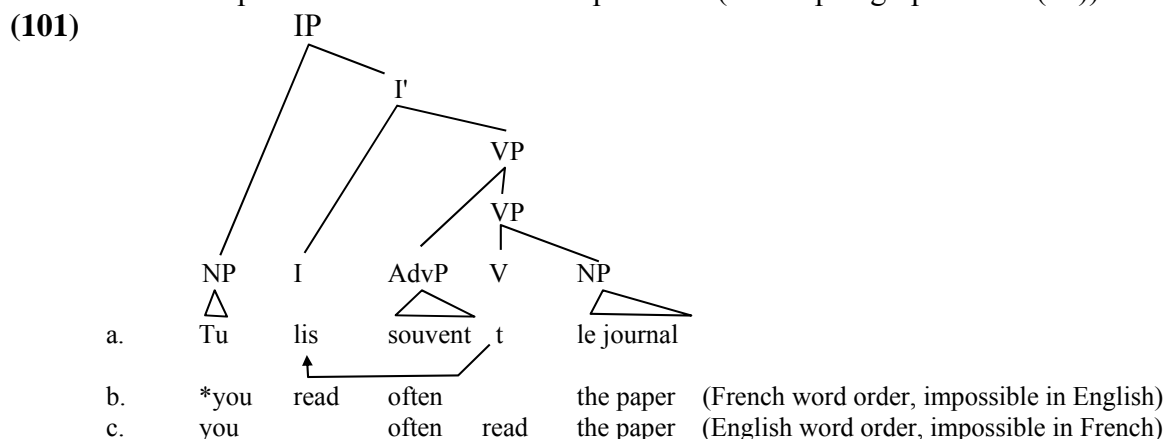 (101)
IP
I'
VP
VP
NP I AdvP V NP
a. Tu lis souvent t le journal
b. *you read often the paper (French word order, impossible in English)
c. you often read the paper (English word order, impossible in French)